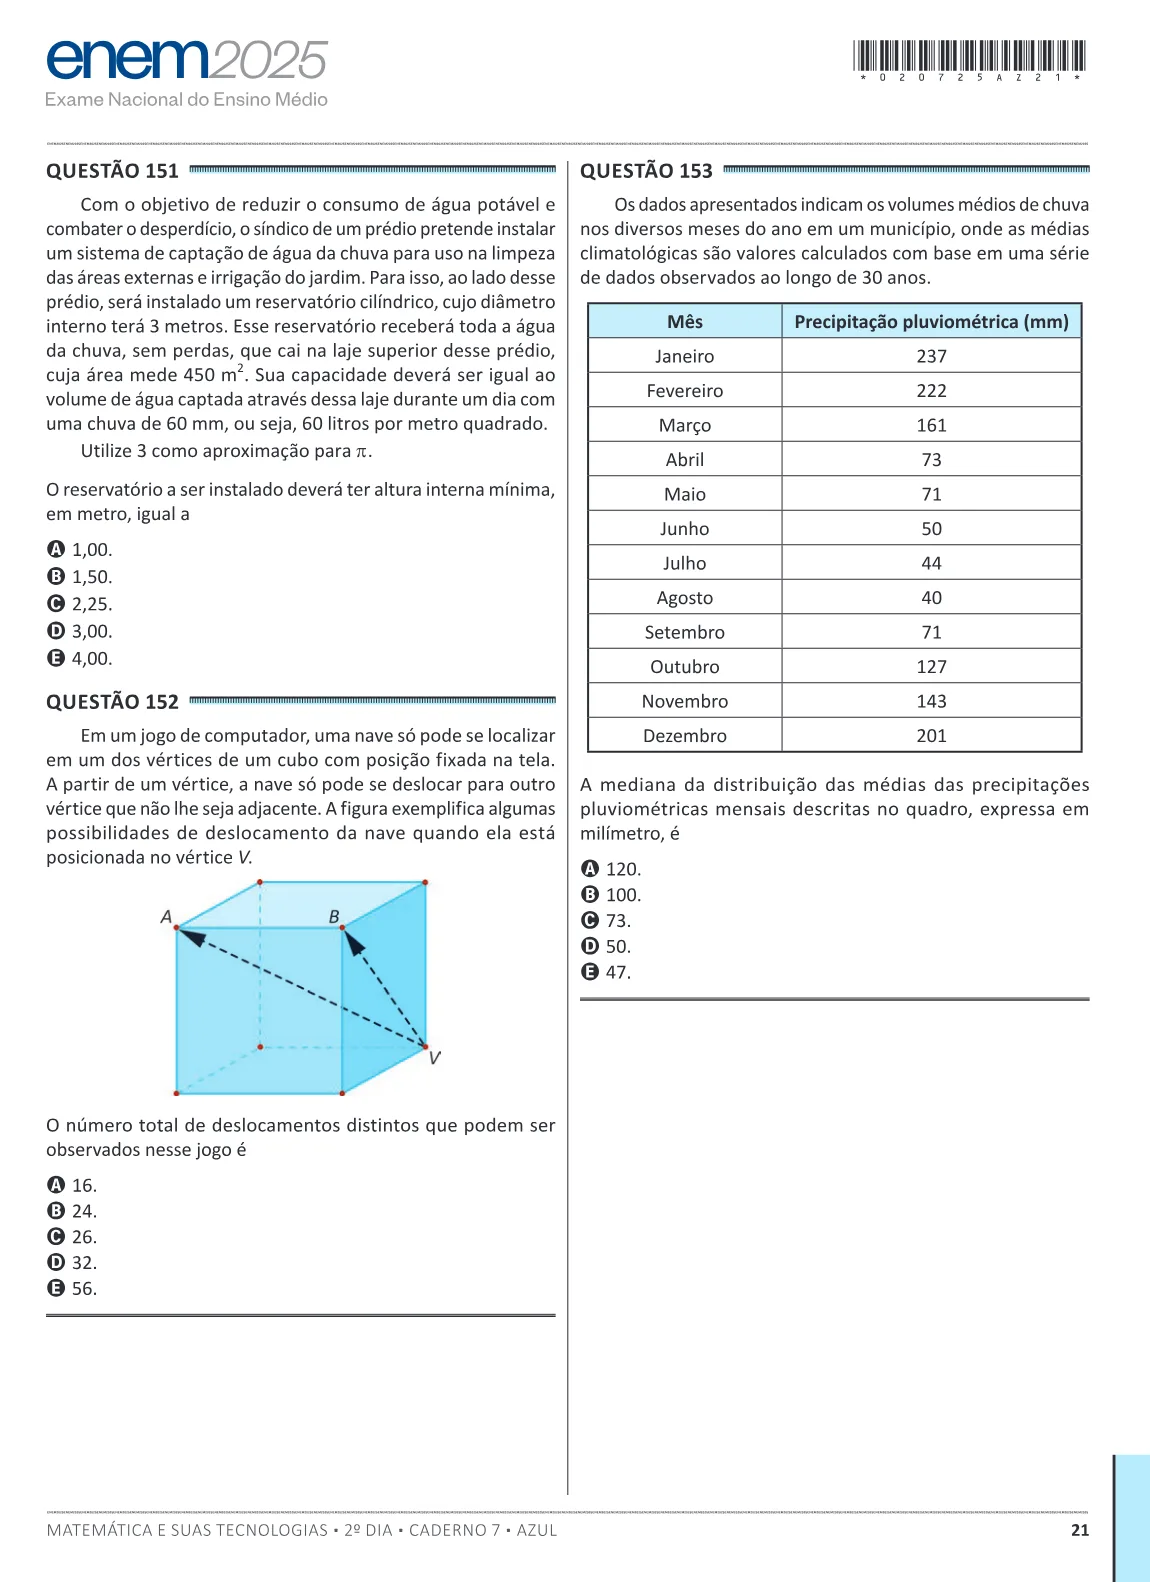 enem2025
Exame Nacional do Ensino Médio
*020725AZ21*
QUESTÃO 151
Com o objetivo de reduzir o consumo de água potável e
combater o desperdício, o síndico de um prédio pretende instalar
um sistema de captação de água da chuva para uso na limpeza
das áreas externas e irrigação do jardim. Para isso, ao lado desse
prédio, será instalado um reservatório cilíndrico, cujo diâmetro
interno terá 3 metros. Esse reservatório receberá toda a água
da chuva, sem perdas, que cai na laje superior desse prédio,
cuja área mede 450 m². Sua capacidade deverá ser igual ao
volume de água captada através dessa laje durante um dia com
uma chuva de 60 mm, ou seja, 60 litros por metro quadrado.
Utilize 3 como aproximação para π.
O reservatório a ser instalado deverá ter altura interna mínima,
em metro, igual a
A 1,00.
B 1,50.
C 2,25.
D 3,00.
E 4,00.
QUESTÃO 152
Em um jogo de computador, uma nave só pode se localizar
em um dos vértices de um cubo com posição fixada na tela.
A partir de um vértice, a nave só pode se deslocar para outro
vértice que não lhe seja adjacente. A figura exemplifica algumas
possibilidades de deslocamento da nave quando ela está
posicionada no vértice V.
A
B
V
O número total de deslocamentos distintos que podem ser
observados nesse jogo é
A 16.
B 24.
C 26.
D 32.
E 56.
QUESTÃO 153
Os dados apresentados indicam os volumes médios de chuva
nos diversos meses do ano em um município, onde as médias
climatológicas são valores calculados com base em uma série
de dados observados ao longo de 30 anos.
Mês Precipitação pluviométrica (mm)
Janeiro 237
Fevereiro 222
Março 161
Abril 73
Maio 71
Junho 50
Julho 44
Agosto 40
Setembro 71
Outubro 127
Novembro 143
Dezembro 201
A mediana da distribuição das médias das precipitações
pluviométricas mensais descritas no quadro, expressa em
milímetro, é
A 120.
B 100.
C 73.
D 50.
E 47.
MATEMÁTICA E SUAS TECNOLOGIAS • 2º DIA • CADERNO 7 • AZUL
21